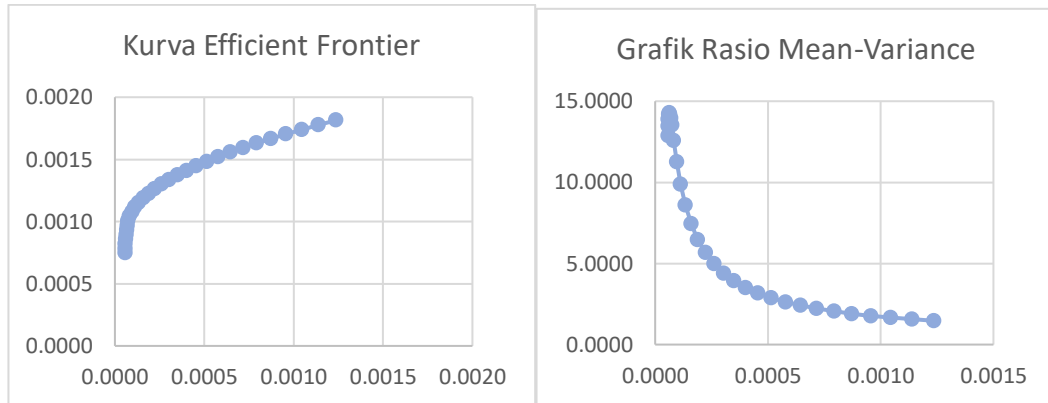 Kurva Efficient Frontier
0.0020
0.0015
0.0010
0.0005
0.0000
0.0000 0.0005 0.0010 0.0015 0.0020
Grafik Rasio Mean-Variance
15.0000
10.0000
5.0000
0.0000
0.0000 0.0005 0.0010 0.0015